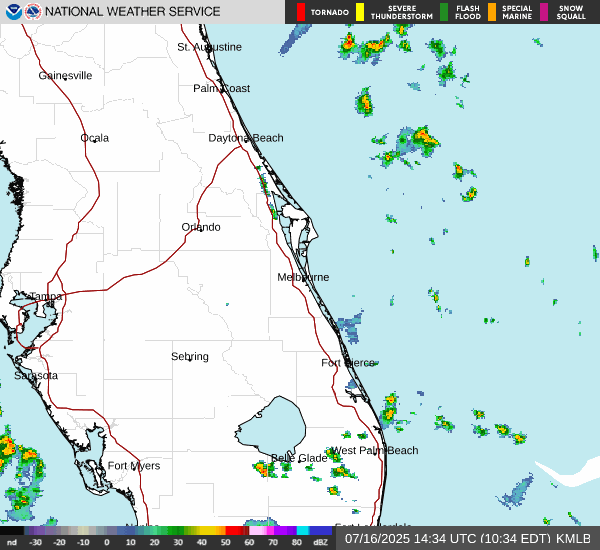 NATIONAL WEATHER SERVICE
TORNADO
SEVERE
THUNDERSTORM
FLASH
FLOOD
SPECIAL
MARINE
SNOW
SQUALL
St. Augustine
Gainesville
Palm Coast
Ocala
Daytona Beach
Orlando
Melbourne
Tampa
Sebring
Fort Pierce
Sarasota
West Palm Beach
Belle Glade
Fort Myers
nd -30 -20 -10 0 10 20 30 40 50 60 70 80 dBZ
07/16/2025 14:34 UTC (10:34 EDT) KMLB